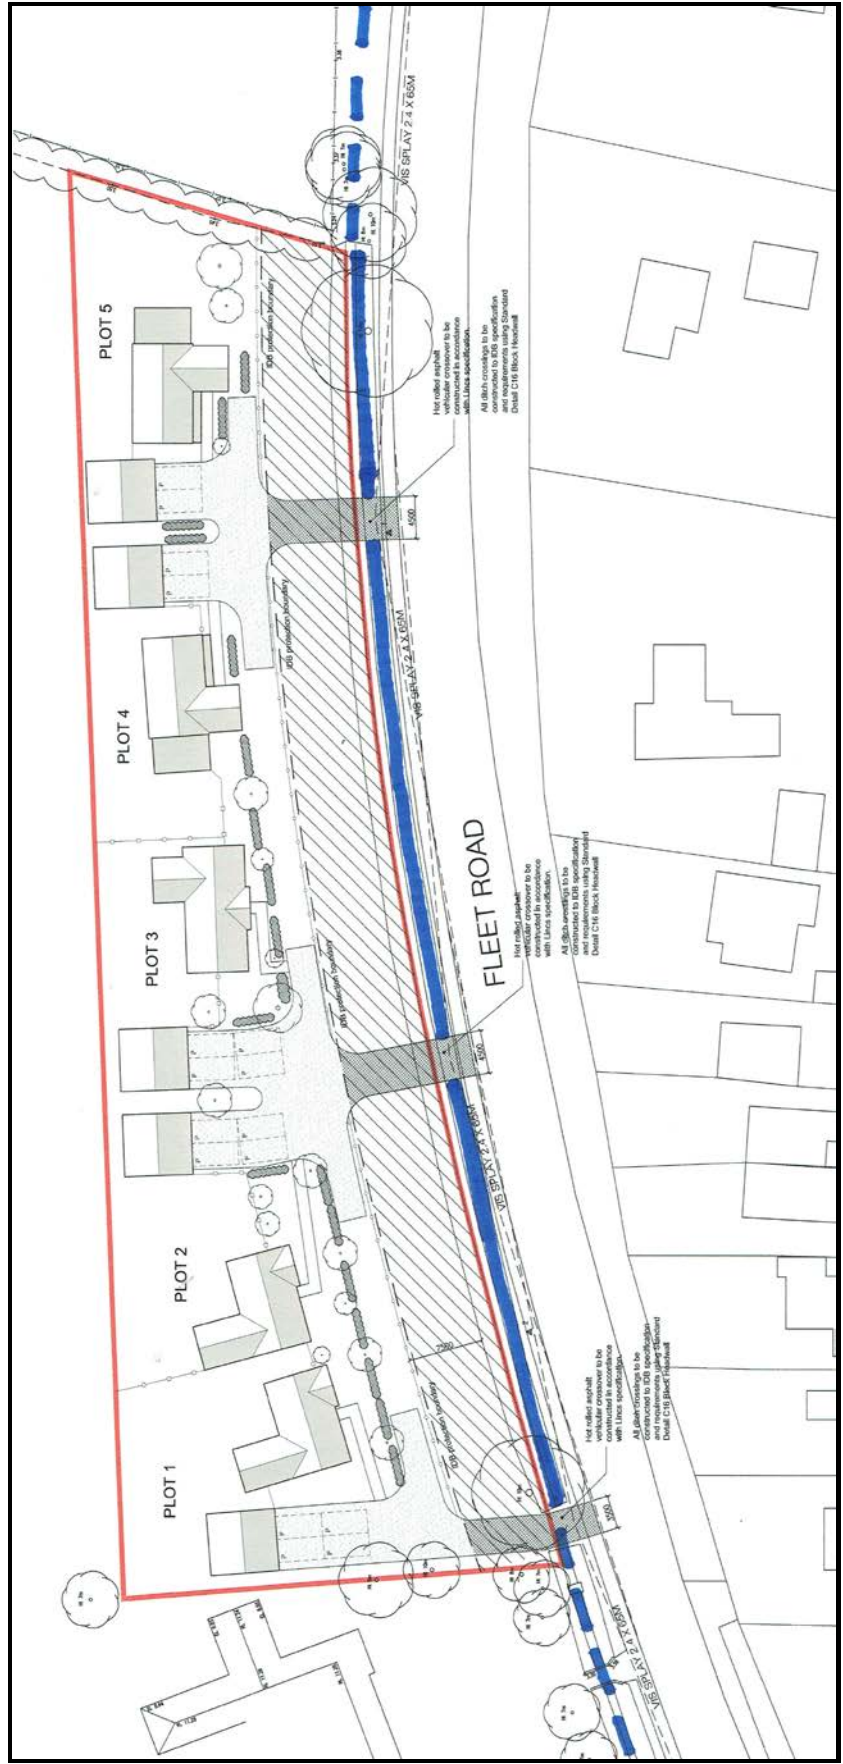 VIS SPLAY 2.4 X 65M
PLOT 5
IDB protection boundary
Hot rolled asphalt
vehicular crossover to be
constructed in accordance
with Lincs specification.
All ditch crossings to be
constructed to IDB specification
and requirements using Standard
Detail C16 Block Headwall
P
P
4500
A
P
P
IDB protection boundary
VIS SPLAY 2.4 X 65M
PLOT 4
FLEET ROAD
Hot rolled asphalt
vehicular crossover to be
constructed in accordance
with Lincs specification.
All ditch crossings to be
constructed to IDB specification
and requirements using Standard
Detail C16 Block Headwall
PLOT 3
IDB protection boundary
P
P
P
P
4500
P
P
P
P
VIS SPLAY 2.4 X 65M
PLOT 2
A
7500
Hot rolled asphalt
vehicular crossover to be
constructed in accordance
with Lincs specification.
All ditch crossings to be
constructed to IDB specification
and requirements using Standard
Detail C16 Block Headwall
IDB protection boundary
PLOT 1
P
P
P
P
3500
VIS SPLAY 2.4 X 65M